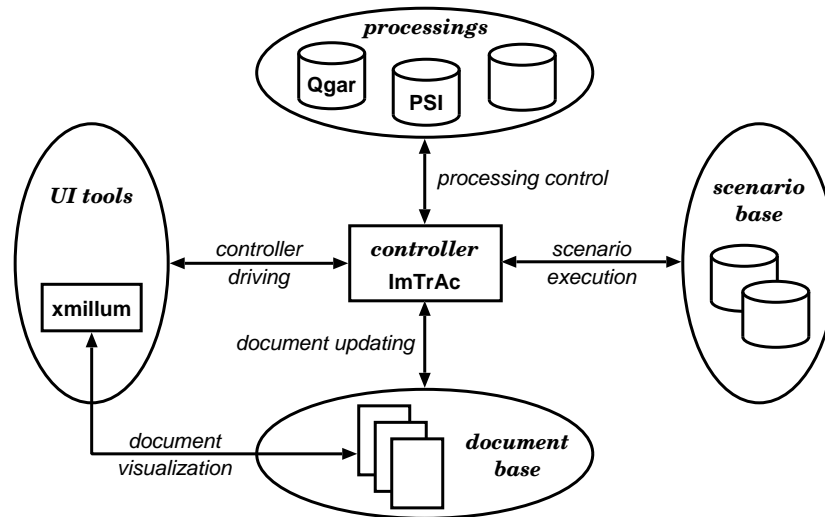 processings
Qgar
PSI
processing control
UI tools
scenario
base
controller
driving
controller
ImTrAc
scenario
execution
xmillum
document updating
document
visualization
document
base